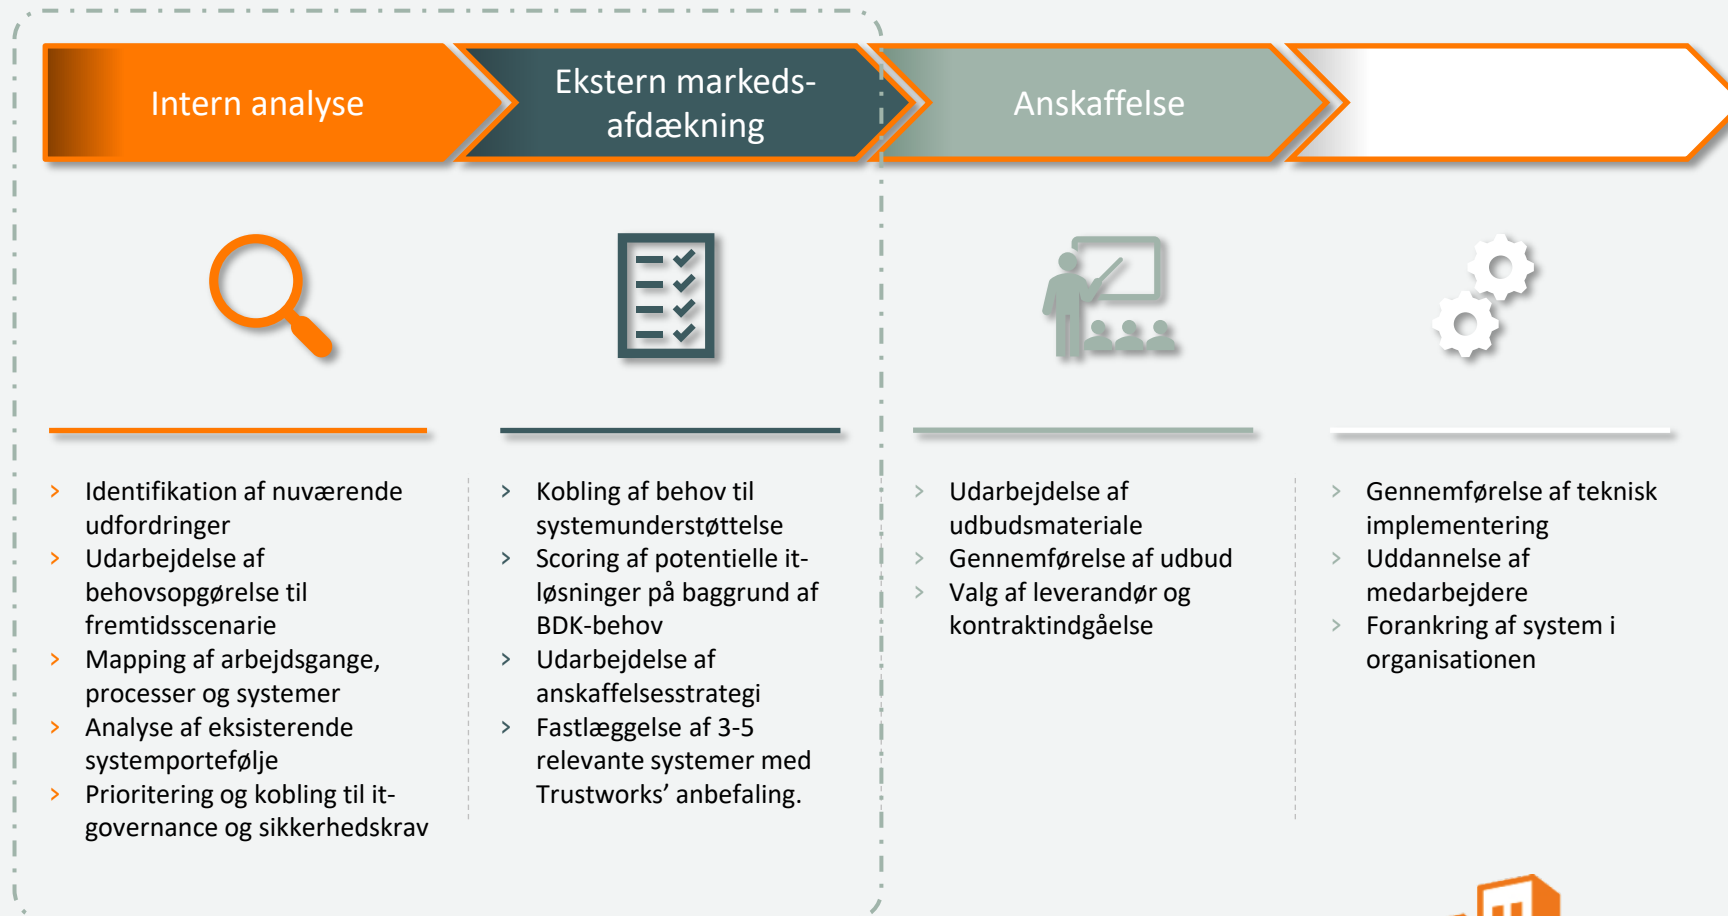 Intern analyse
Ekstern markeds-
afdækning
Anskaffelse
> Identifikation af nuværende
udfordringer
> Udarbejdelse af
behovsopgørelse til
fremtidsscenarie
> Mapping af arbejdsgange,
processer og systemer
> Analyse af eksisterende
systemportefølje
> Prioritering og kobling til it-
governance og sikkerhedskrav
> Kobling af behov til
systemunderstøttelse
> Scoring af potentielle it-
løsninger på baggrund af
BDK-behov
> Udarbejdelse af
anskaffelsesstrategi
> Fastlæggelse af 3-5
relevante systemer med
Trustworks’ anbefaling.
> Udarbejdelse af
udbudsmateriale
> Gennemførelse af udbud
> Valg af leverandør og
kontraktindgåelse
> Gennemførelse af teknisk
implementering
> Uddannelse af
medarbejdere
> Forankring af system i
organisationen